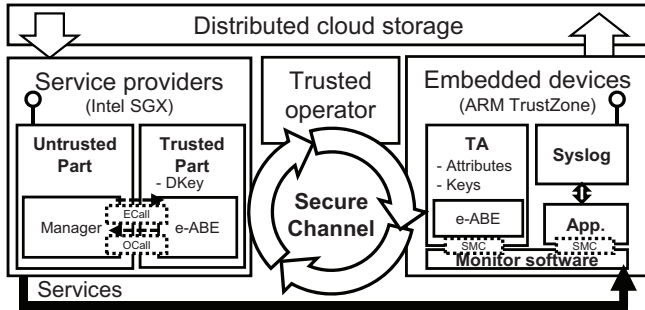 Distributed cloud storage
Service providers
(Intel SGX)
Untrusted
Part
Trusted
Part
- DKey
Manager
ECall
OCall
e-ABE
Trusted
operator
Secure
Channel
Embedded devices
(ARM TrustZone)
TA
- Attributes
- Keys
e-ABE
SMC
Syslog
App.
SMC
Monitor software
Services